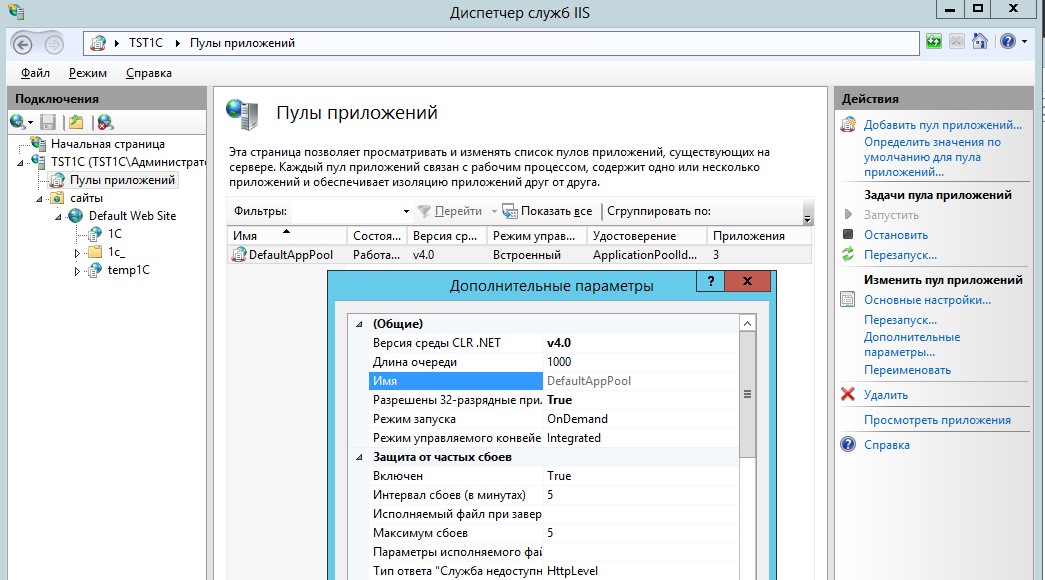 Диспетчер служб IIS
TST1C
Пулы приложений
Файл Режим Справка
Подключения
Начальная страница
TST1C (TST1C\Администрат
Пулы приложений
сайты
Default Web Site
1C
1c_
temp1C
Пулы приложений
Эта страница позволяет просматривать и изменять список пулов приложений, существующих на
сервере. Каждый пул приложений связан с рабочим процессом, содержит одно или несколько
приложений и обеспечивает изоляцию приложений друг от друга.
Фильтры: Перейти Показать все Сгруппировать по:
Имя Состоя... Версия ср... Режим управ... Удостоверение Приложения
DefaultAppPool Работа... v4.0 Встроенный ApplicationPoolId... 3
Дополнительные параметры ? x
(Общие)
Версия среды CLR .NET v4.0
Длина очереди 1000
Имя DefaultAppPool
Разрешены 32-разрядные при. True
Режим запуска OnDemand
Режим управляемого конвейе Integrated
Защита от частых сбоев
Включен True
Интервал сбоев (в минутах) 5
Исполняемый файл при завер
Максимум сбоев 5
Параметры исполняемого фай
Тип ответа "Служба недоступн HttpLevel
Действия
Добавить пул приложений...
Определить значения по
умолчанию для пула
приложений...
Задачи пула приложений
Запустить
Остановить
Перезапуск...
Изменить пул приложений
Основные настройки...
Перезапуск...
Дополнительные
параметры...
Переименовать
Удалить
Просмотреть приложения
Справка